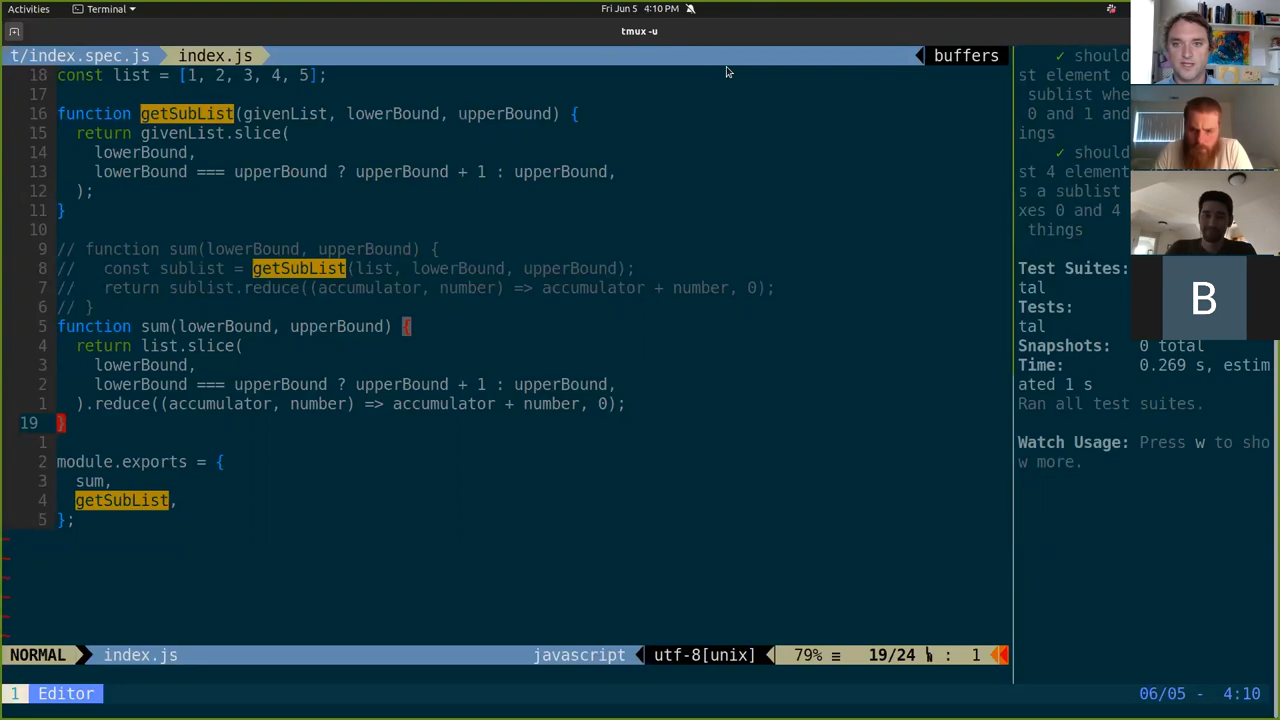 Activities Terminal Fri Jun 5 4:10 PM
tmux -u
t/index.spec.js index.js buffers
18 const list = [1, 2, 3, 4, 5];
17
16 function getSubList(givenList, lowerBound, upperBound) {
15 return givenList.slice(
14 lowerBound,
13 lowerBound === upperBound ? upperBound + 1 : upperBound,
12 );
11 }
10
9 // function sum(lowerBound, upperBound) {
8 // const sublist = getSubList(list, lowerBound, upperBound);
7 // return sublist.reduce((accumulator, number) => accumulator + number, 0);
6 // }
5 function sum(lowerBound, upperBound) {
4 return list.slice(
3 lowerBound,
2 lowerBound === upperBound ? upperBound + 1 : upperBound,
1 ).reduce((accumulator, number) => accumulator + number, 0);
19 }
1
2 module.exports = {
3 sum,
4 getSubList,
5 };
~
~
~
~
~
NORMAL index.js javascript utf-8[unix] 79% 19/24 : 1
1 Editor 06/05 - 4:10
✓ should
st element o
sublist whe
0 and 1 and
ings
✓ should
st 4 element
s a sublist
xes 0 and 4
things
Test Suites:
tal
Tests:
tal
Snapshots: 0 total
Time: 0.269 s, estim
ated 1 s
Ran all test suites.
Watch Usage: Press w to sho
w more.
B